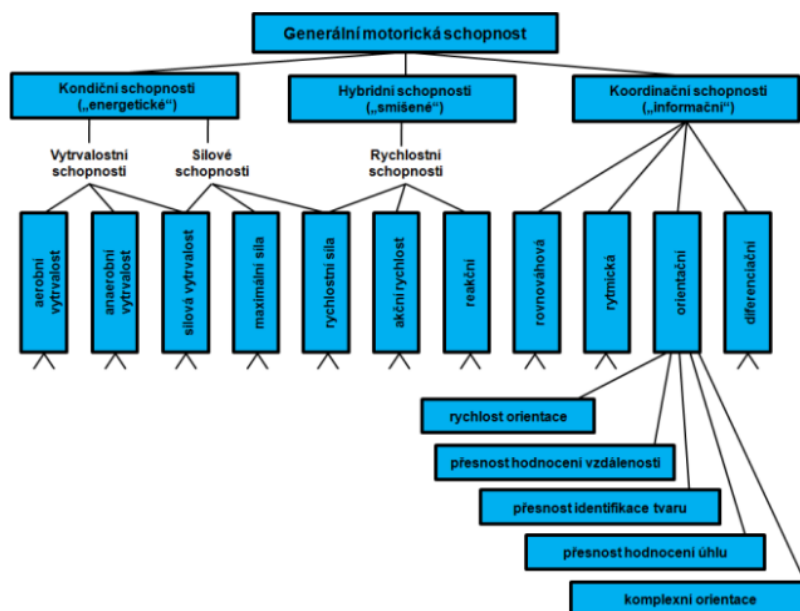 Generální motorická schopnost
Kondiční schopnosti
(„energetické“)
Hybridní schopnosti
(„smíšené“)
Koordinační schopnosti
(„informační“)
Vytrvalostní
schopnosti
Silové
schopnosti
Rychlostní
schopnosti
aerobní
vytrvalost
anaerobní
vytrvalost
silová vytrvalost
maximální síla
rychlostní síla
akční rychlost
reakční
rovnováhová
rytmická
orientační
diferenciační
rychlost orientace
přesnost hodnocení vzdálenosti
přesnost identifikace tvaru
přesnost hodnocení úhlu
komplexní orientace